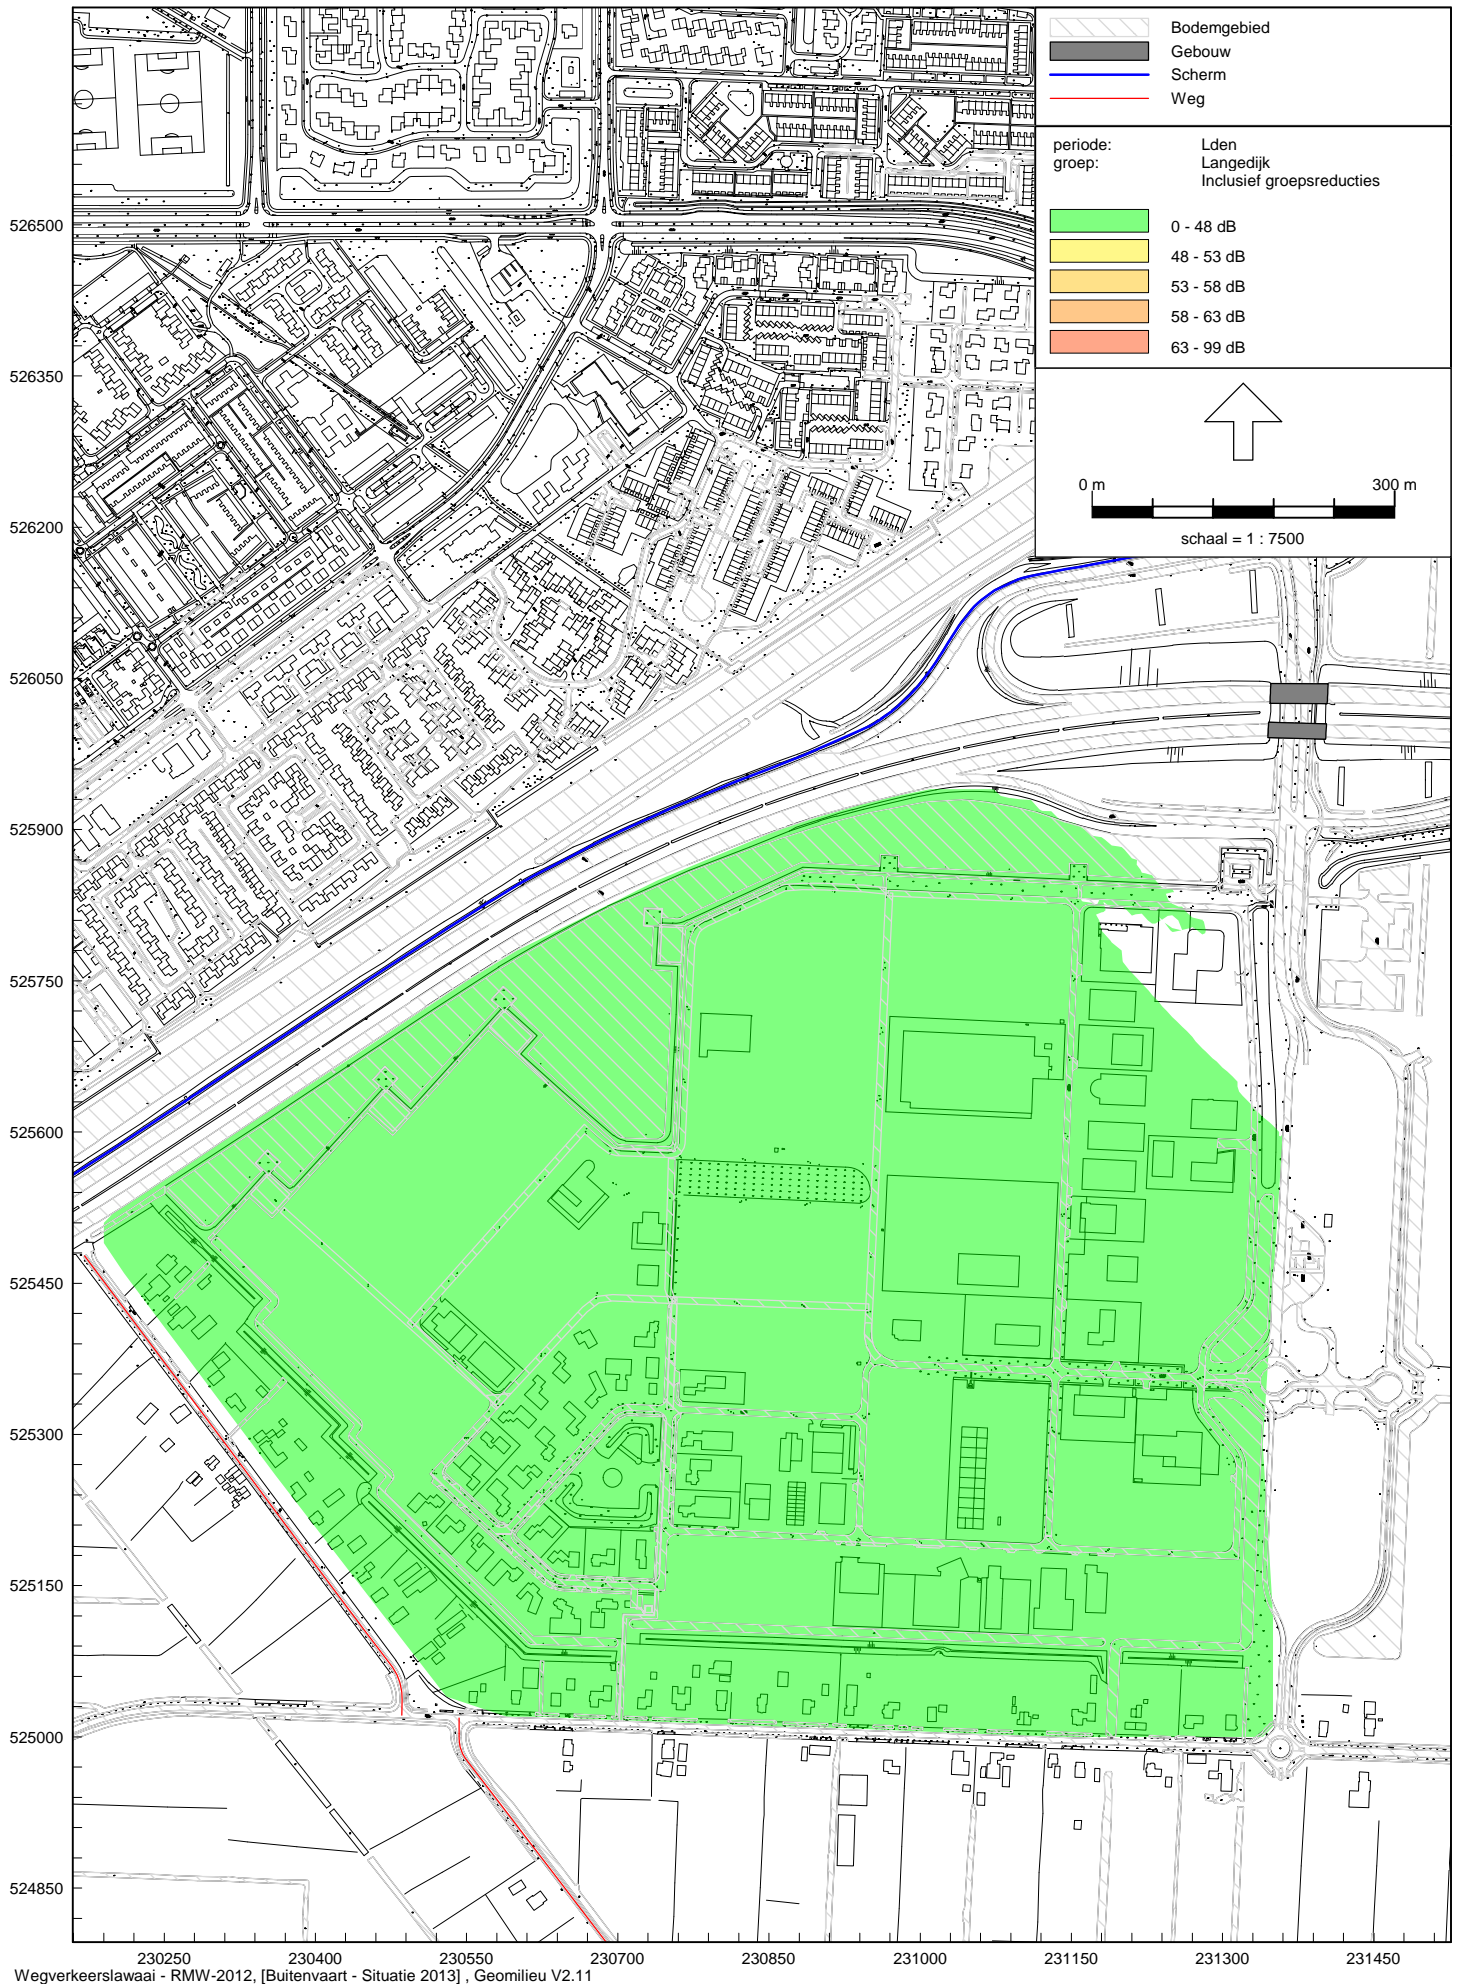 Bodemgebied
Gebouw
Scherm
Weg
periode: Lden
groep: Langedijk
Inclusief groepsreducties
0 - 48 dB
48 - 53 dB
53 - 58 dB
58 - 63 dB
63 - 99 dB
0 m 300 m
schaal = 1 : 7500
526500
526350
526200
526050
525900
525750
525600
525450
525300
525150
525000
524850
230250 230400 230550 230700 230850 231000 231150 231300 231450
Wegverkeerslawaai - RMW-2012, [Buitenvaart - Situatie 2013] , Geomilieu V2.11